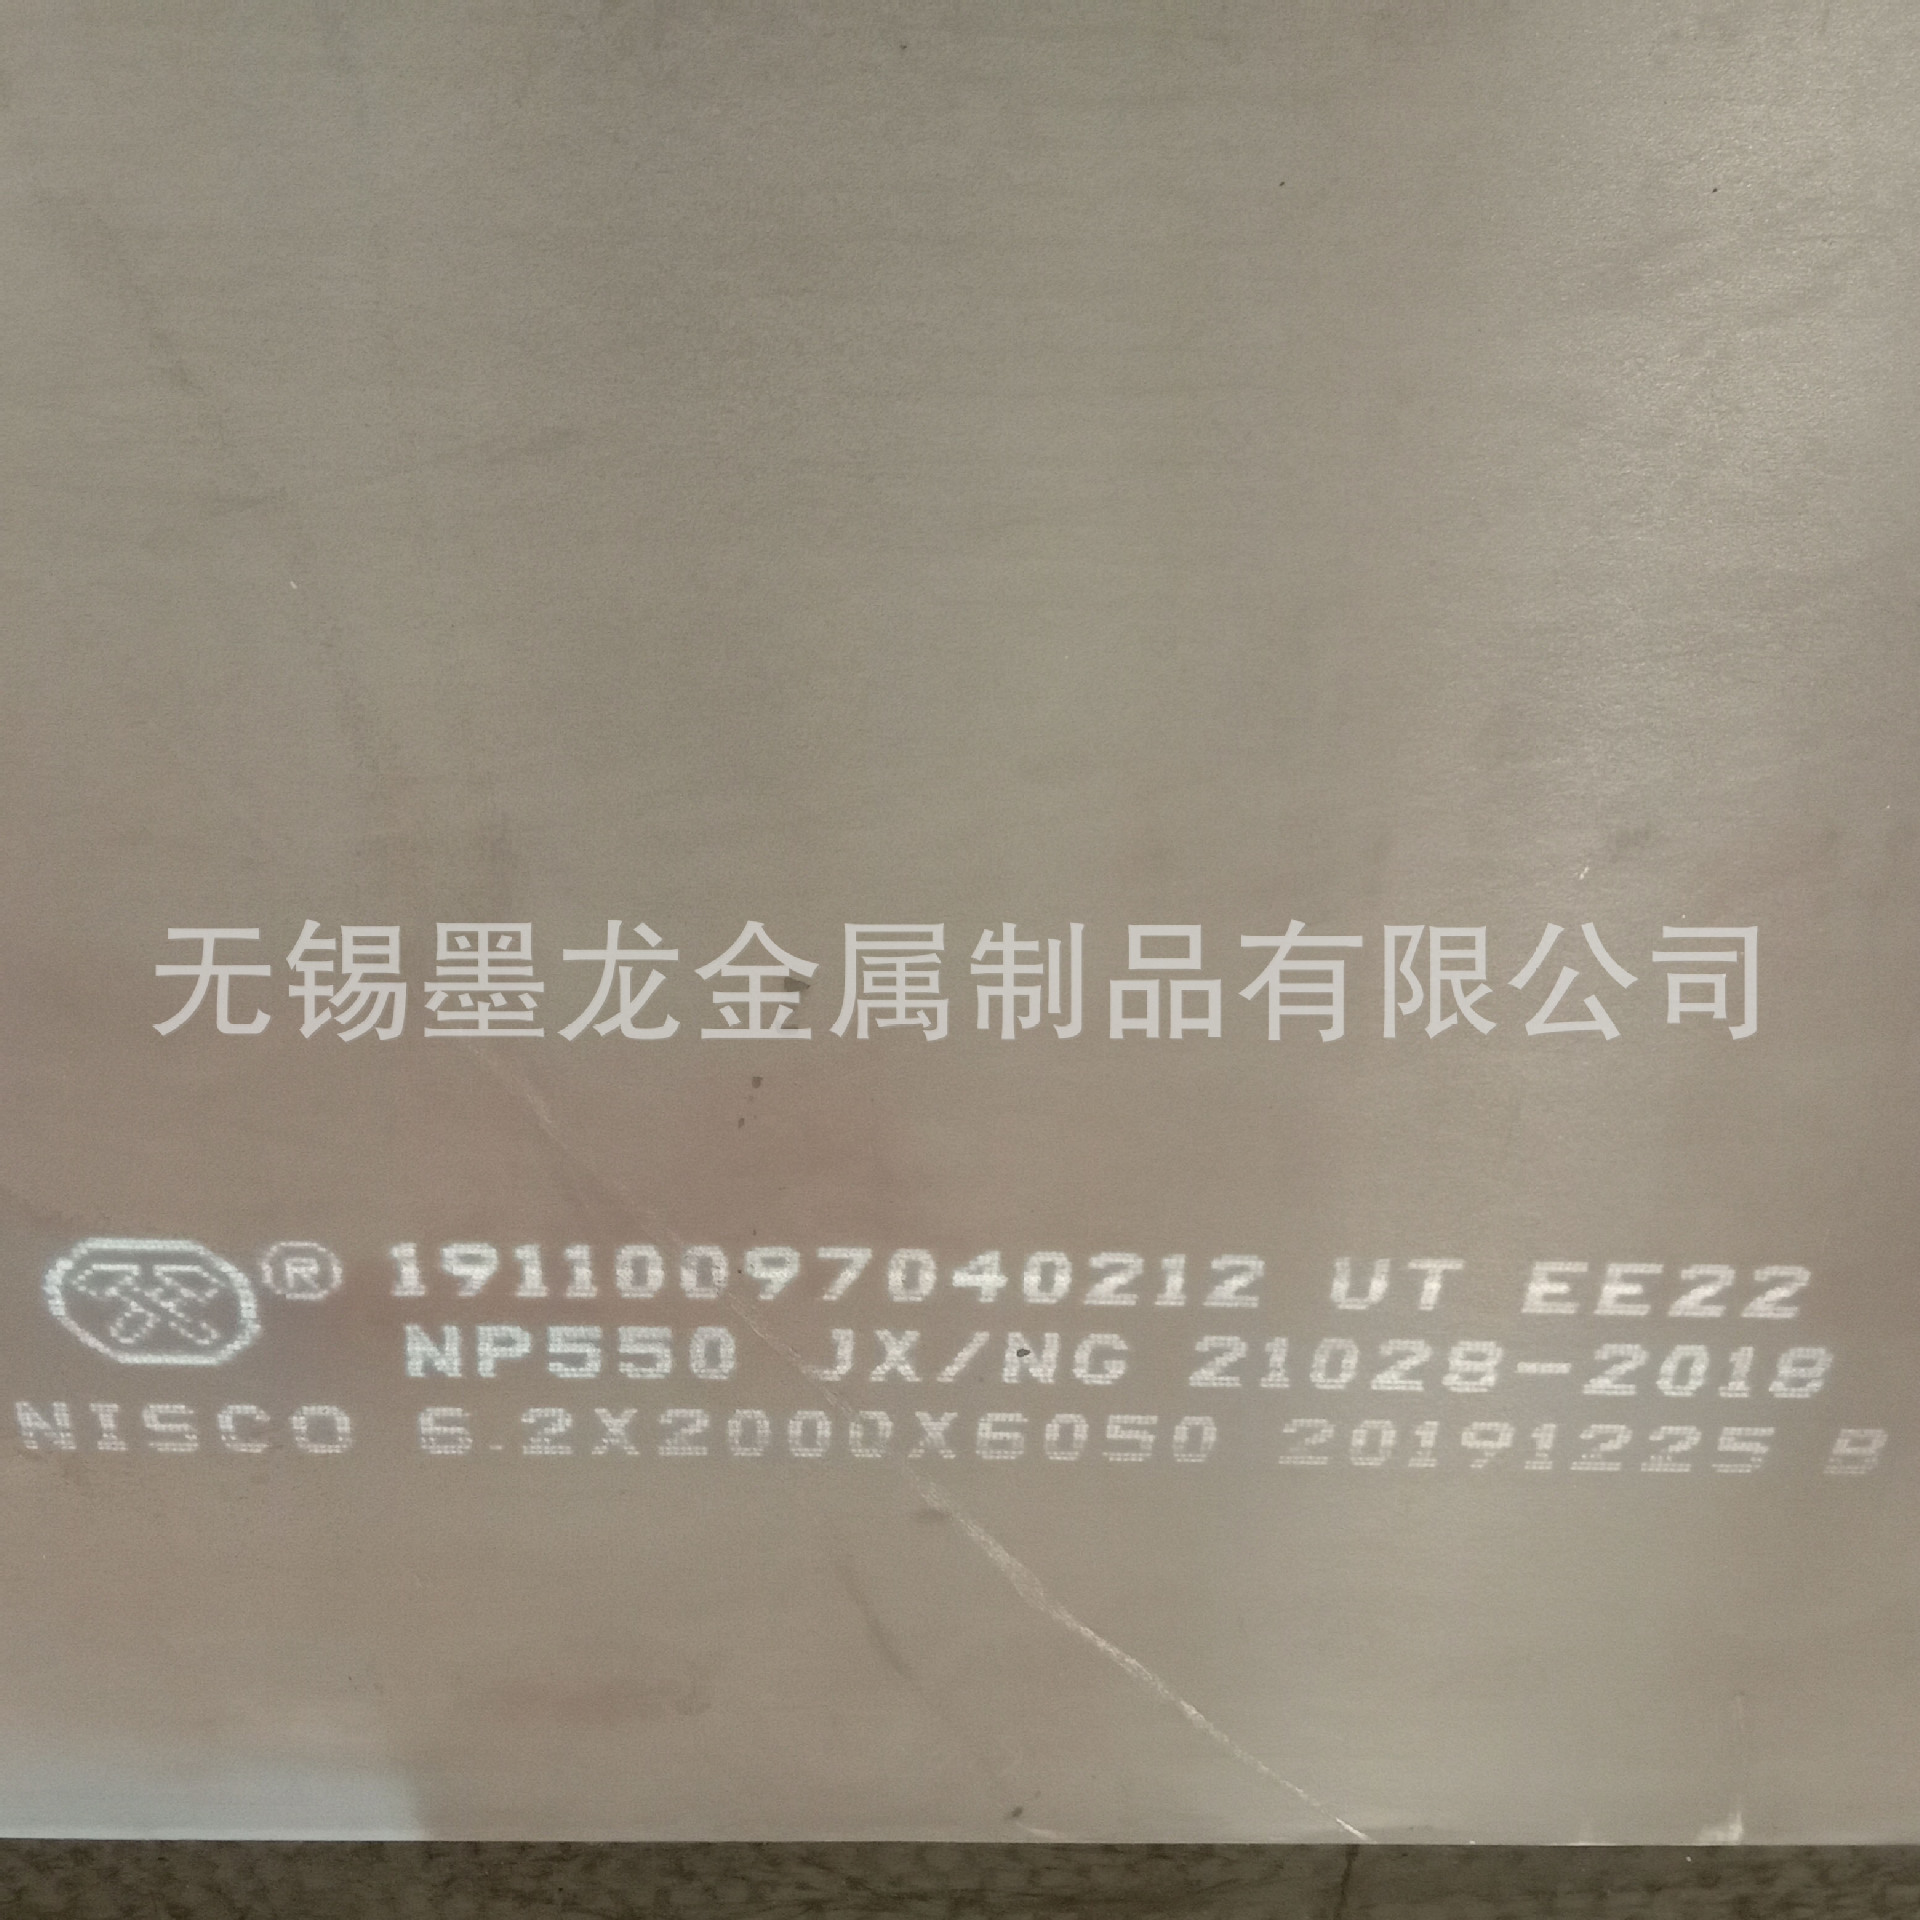 无锡墨龙金属制品有限公司
® 19110097040212 UT EE22
NP550 JX/NG 21028-2018
NISCO 6.2X2000X6050 20191225 B